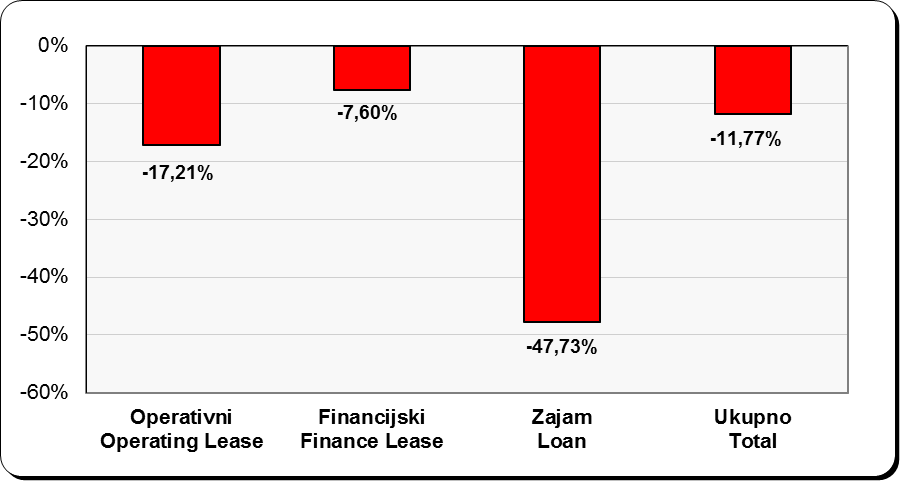 0%
-10%
-20%
-30%
-40%
-50%
-60%
-17,21%
-7,60%
-47,73%
-11,77%
Operativni
Operating Lease
Financijski
Finance Lease
Zajam
Loan
Ukupno
Total